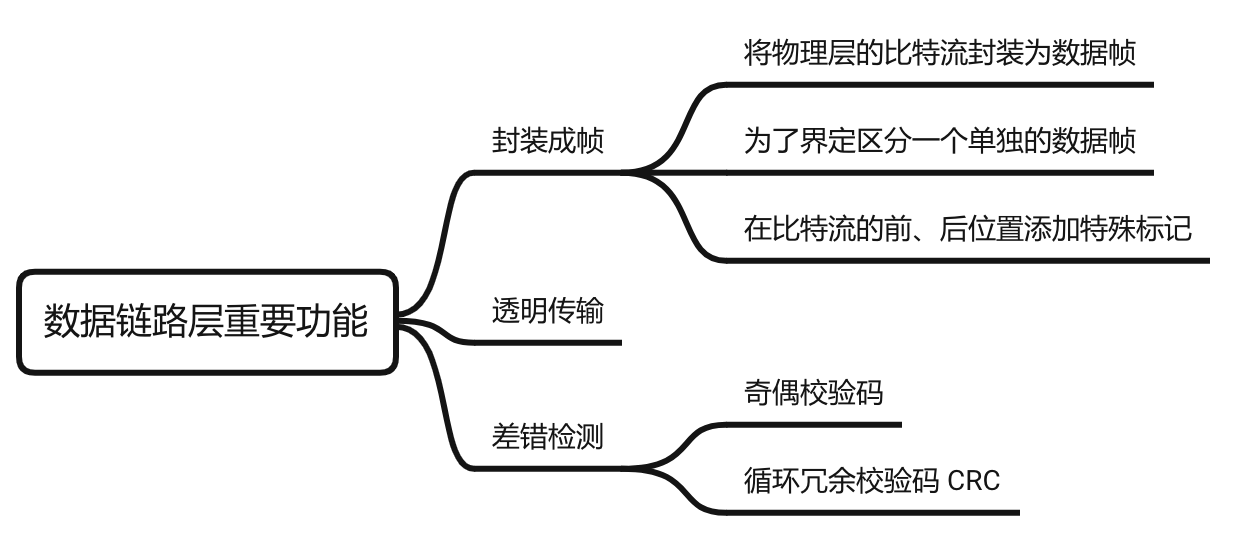 数据链路层重要功能
封装成帧
将物理层的比特流封装为数据帧
为了界定区分一个单独的数据帧
在比特流的前、后位置添加特殊标记
透明传输
差错检测
奇偶校验码
循环冗余校验码 CRC